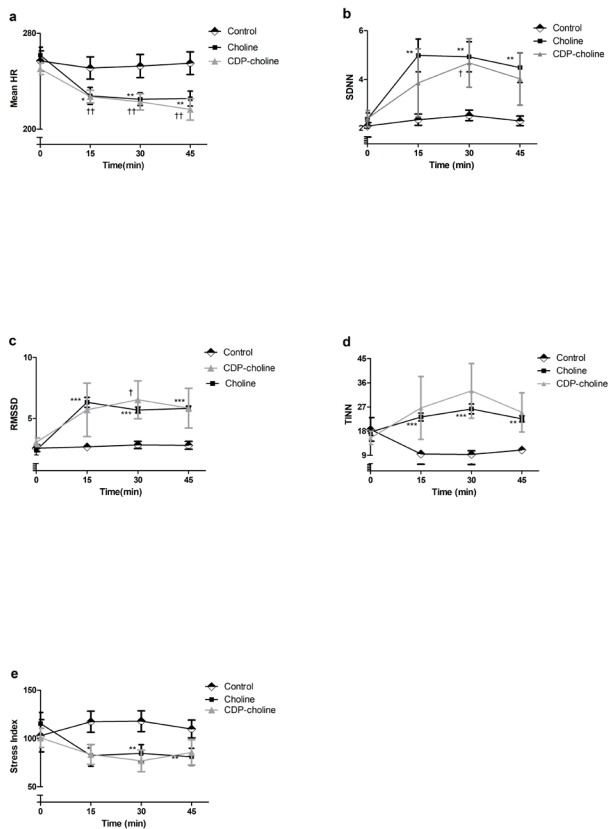 a
Control
Choline
CDP-choline
Mean HR
280
200
*
**
**
††
††
††
0 15 30 45
Time(min)
b
Control
Choline
CDP-choline
SDNN
6
4
2
**
**
**
†
0 15 30 45
Time (min)
c
Control
CDP-choline
Choline
RMSSD
10
5
***
†
***
***
0 15 30 45
Time(min)
d
Control
Choline
CDP-choline
TINN
45
36
27
18
9
***
***
**
0 15 30 45
Time (min)
e
Control
Choline
CDP-choline
Stress Index
150
100
50
*
**
**
0 15 30 45
Time (min)